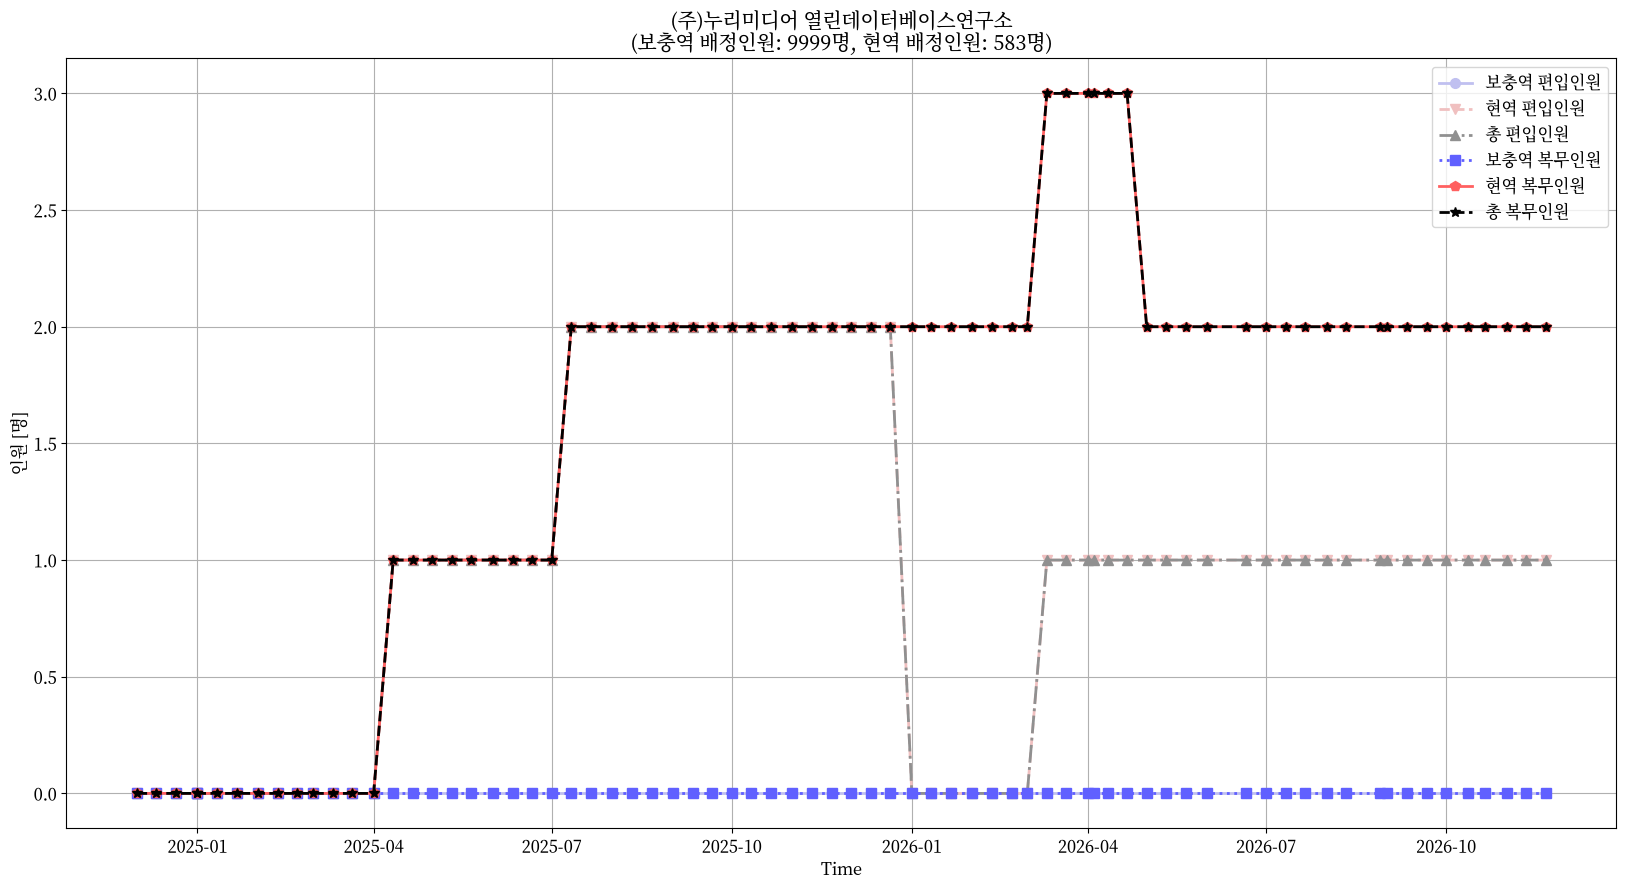 (주)누리미디어 열린데이터베이스연구소
(보충역 배정인원: 9999명, 현역 배정인원: 583명)
보충역 편입인원
현역 편입인원
총 편입인원
보충역 복무인원
현역 복무인원
총 복무인원
인원 [명]
3.0
2.5
2.0
1.5
1.0
0.5
0.0
2025-01
2025-04
2025-07
2025-10
2026-01
2026-04
2026-07
2026-10
Time